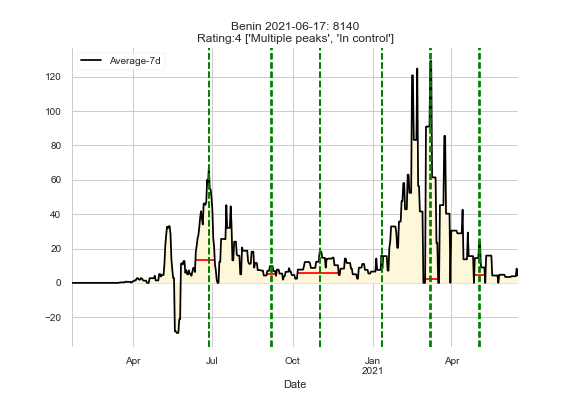 Benin 2021-06-17: 8140
Rating:4 ['Multiple peaks', 'In control']
Average-7d
120
100
80
60
40
20
0
−20
Apr
Jul
Oct
Jan
2021
Apr
Date